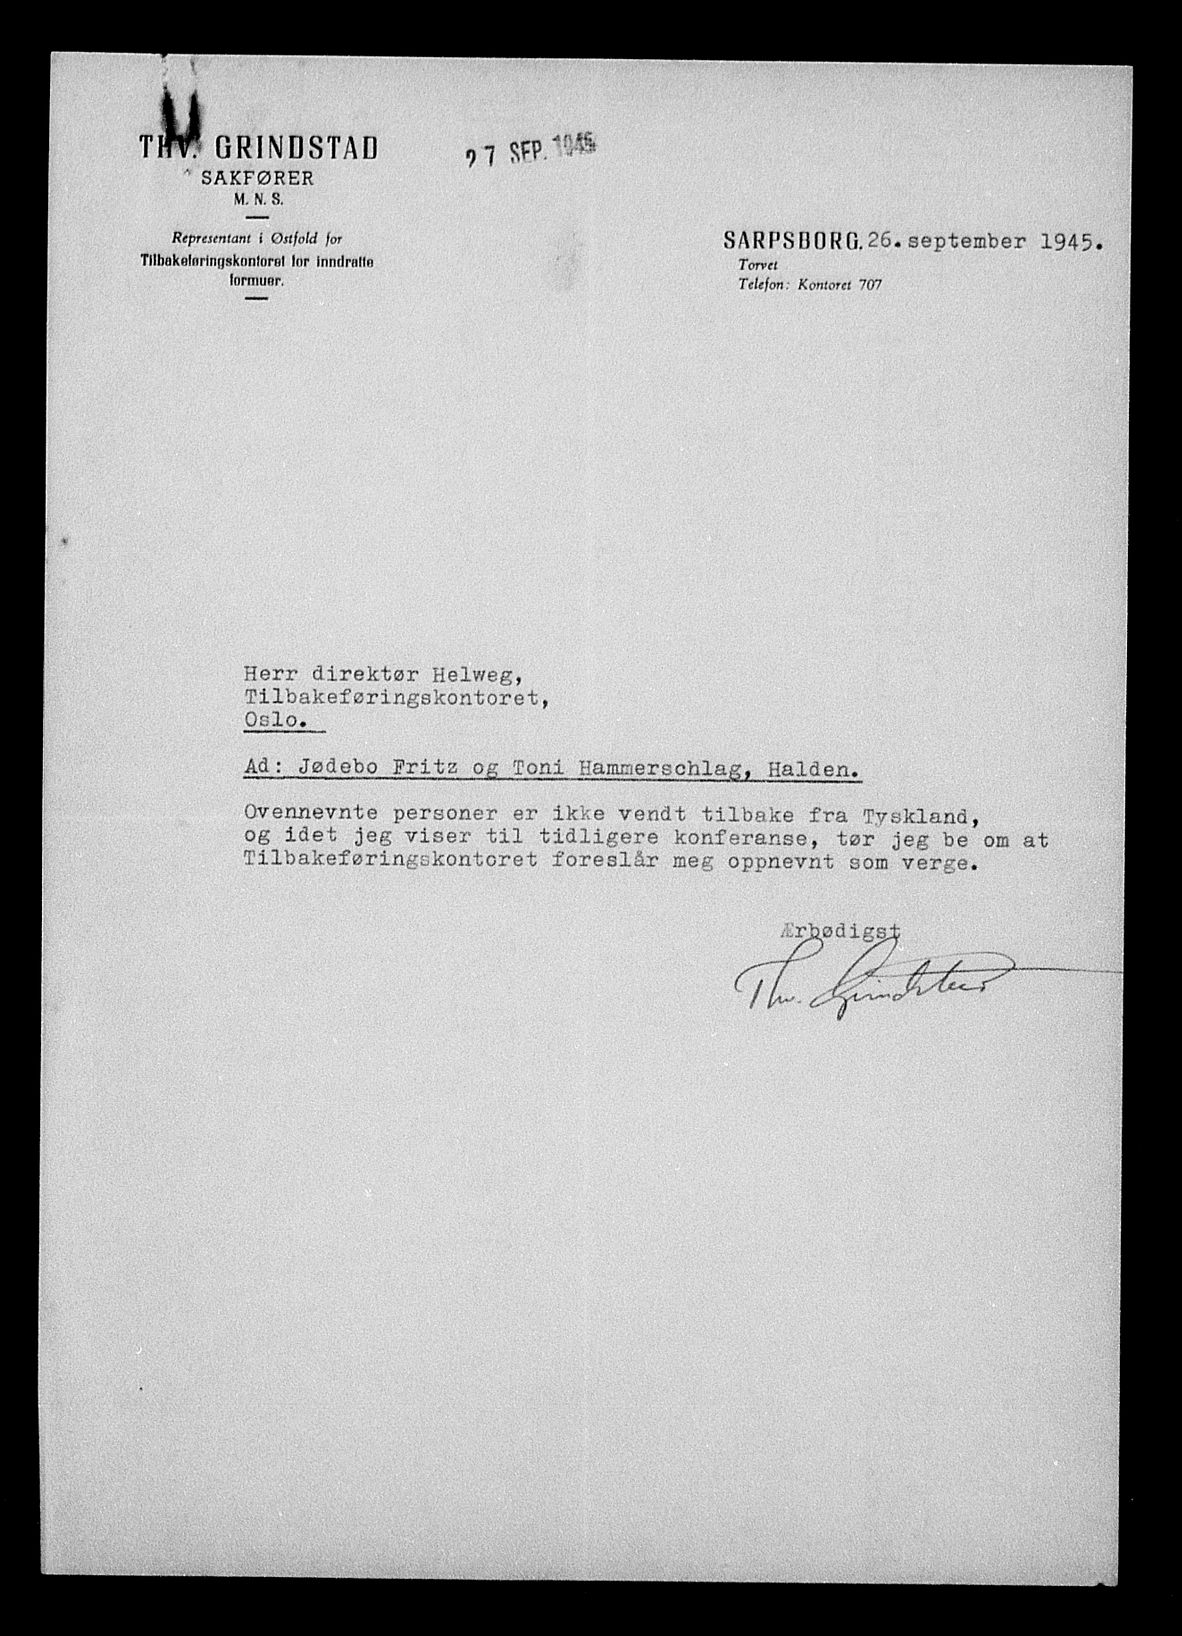 THV. GRINDSTAD
SAKFØRER
M. N. S.
Representant i Østfold for
Tilbakeføringskontoret for inndratte
formuer.
27 SEP. 1945
SARPSBORG. 26. september 1945.
Torvet
Telefon: Kontoret 707
Herr direktør Helweg,
Tilbakeføringskontoret,
Oslo.
Ad: Jødebo Fritz og Toni Hammerschlag, Halden.
Ovennevnte personer er ikke vendt tilbake fra Tyskland,
og idet jeg viser til tidligere konferanse, tør jeg be om at
Tilbakeføringskontoret foreslår meg oppnevnt som verge.
Ærbødigst
Thv. Grindstad